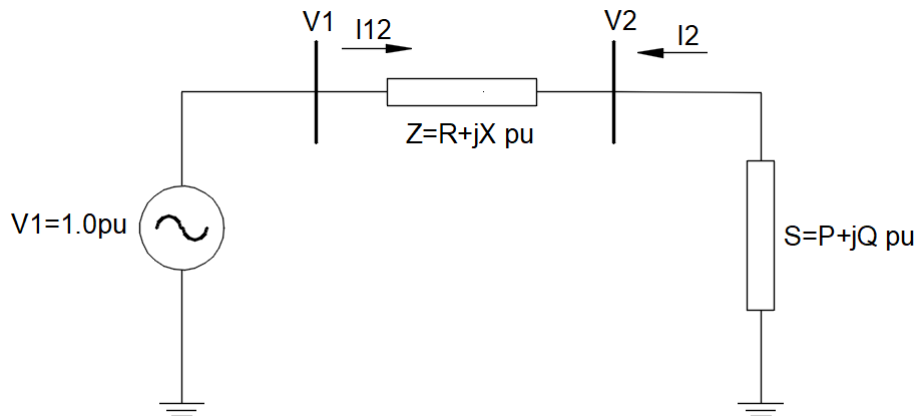 V1
I12
V2
I2
Z=R+jX pu
V1=1.0pu
S=P+jQ pu